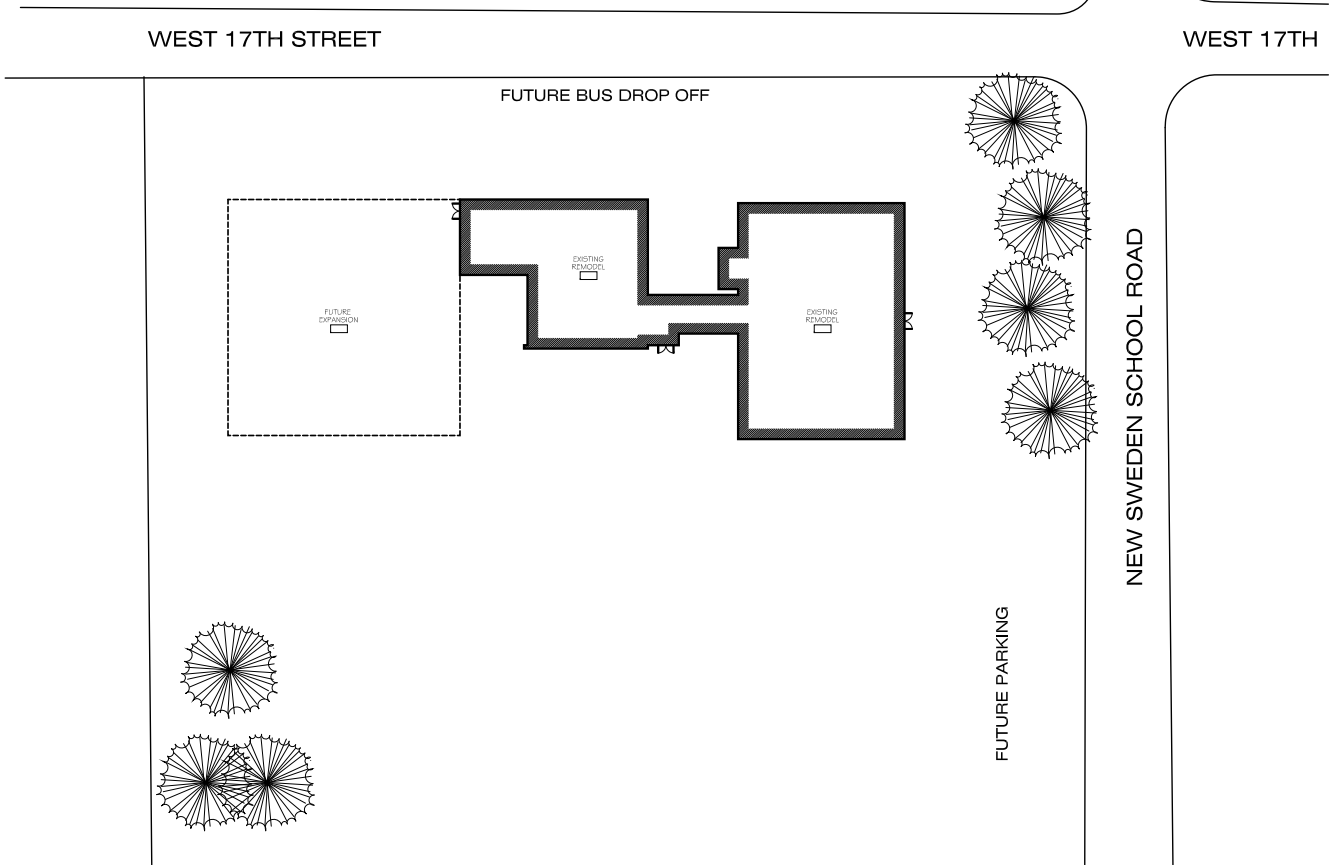 WEST 17TH STREET
WEST 17TH
FUTURE BUS DROP OFF
EXISTING
REMODEL
FUTURE
EXPANSION
EXISTING
REMODEL
NEW SWEDEN SCHOOL ROAD
FUTURE PARKING